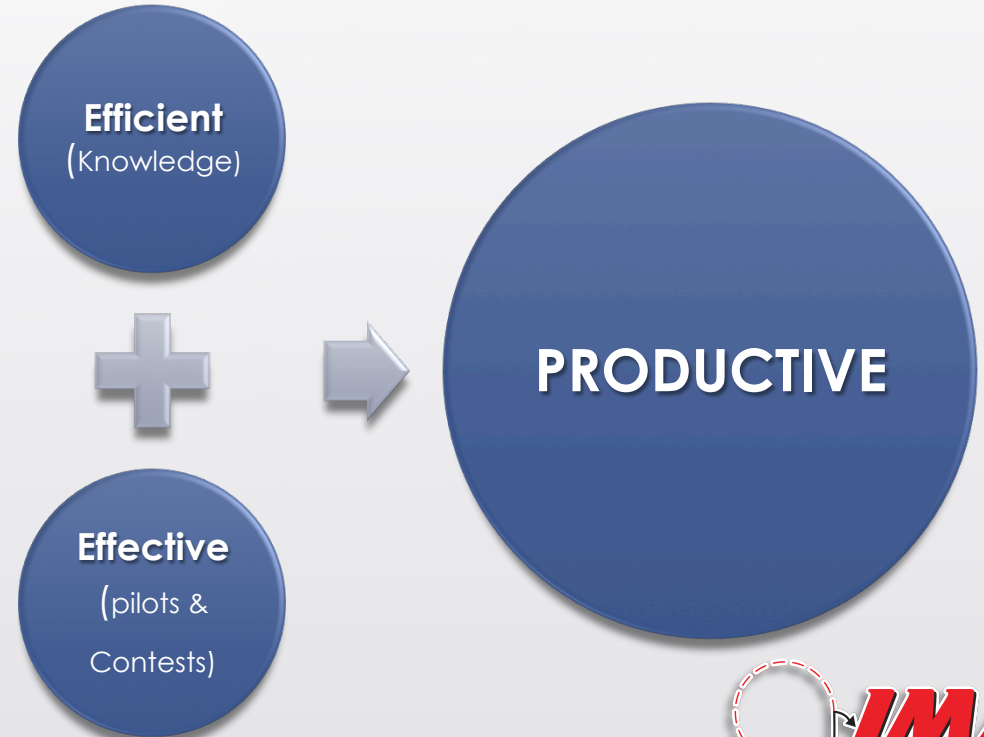 Efficient
(Knowledge)
PRODUCTIVE
Effective
(pilots &
Contests)